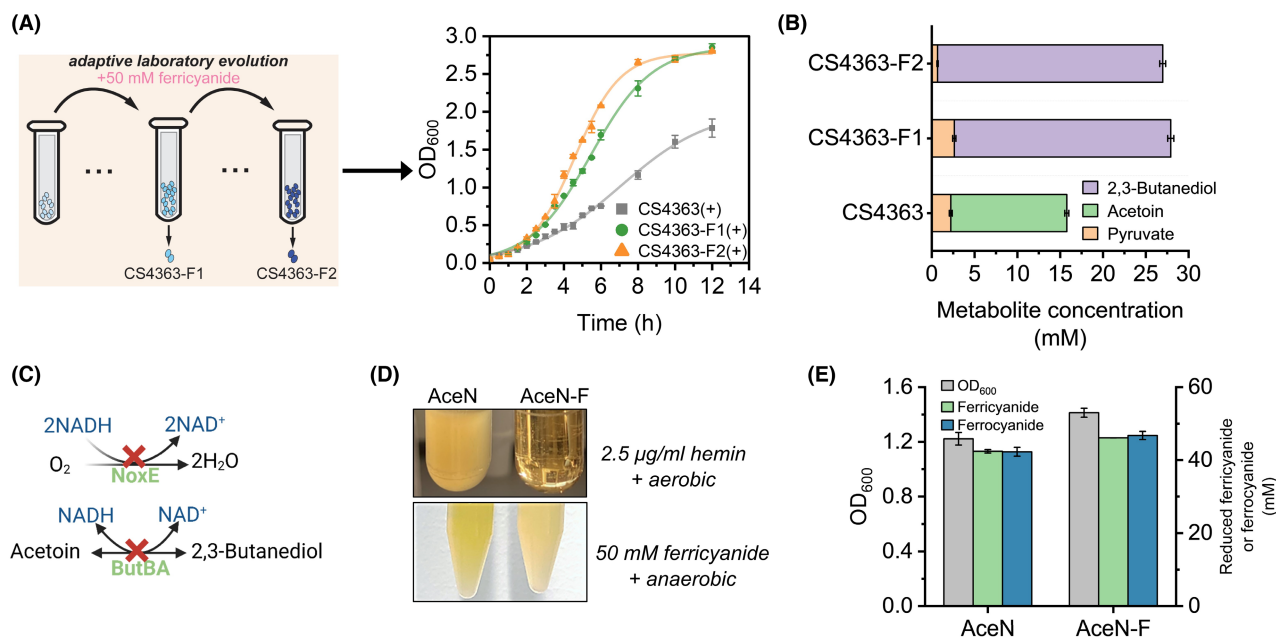 (A)
adaptive laboratory evolution
+50 mM ferricyanide
...
...
CS4363-F1
CS4363-F2
OD600
3.0
2.5
2.0
1.5
1.0
0.5
0.0
CS4363(+)
CS4363-F1(+)
CS4363-F2(+)
0 2 4 6 8 10 12 14
Time (h)
(B)
CS4363-F2
CS4363-F1
CS4363
2,3-Butanediol
Acetoin
Pyruvate
0 5 10 15 20 25 30
Metabolite concentration
(mM)
(C)
2NADH 2NAD+
O2 2H2O
NoxE
NADH NAD+
Acetoin 2,3-Butanediol
ButBA
(D)
AceN AceN-F
2.5 µg/ml hemin
+ aerobic
50 mM ferricyanide
+ anaerobic
(E)
OD600
1.6
1.2
0.8
0.4
0.0
OD600
Ferricyanide
Ferrocyanide
AceN AceN-F
60
40
20
0
Reduced ferricyanide
or ferrocyanide
(mM)